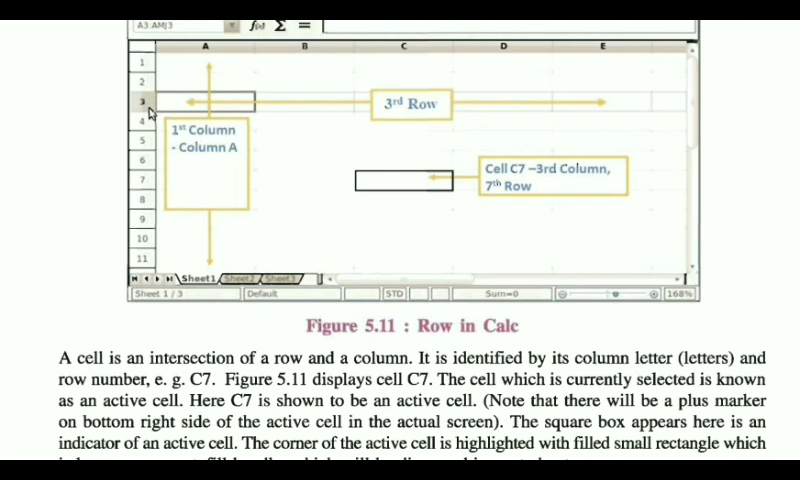 A3:AMJ3
f(x) Σ =
A B C D E
1
2
3
3rd Row
4
1st Column
- Column A
5
6
Cell C7 –3rd Column,
7th Row
7
8
9
10
11
Sheet1 Sheet2 Sheet3
Sheet 1 / 3 Default STD Sum=0 168%
Figure 5.11 : Row in Calc
A cell is an intersection of a row and a column. It is identified by its column letter (letters) and
row number, e. g. C7. Figure 5.11 displays cell C7. The cell which is currently selected is known
as an active cell. Here C7 is shown to be an active cell. (Note that there will be a plus marker
on bottom right side of the active cell in the actual screen). The square box appears here is an
indicator of an active cell. The corner of the active cell is highlighted with filled small rectangle which